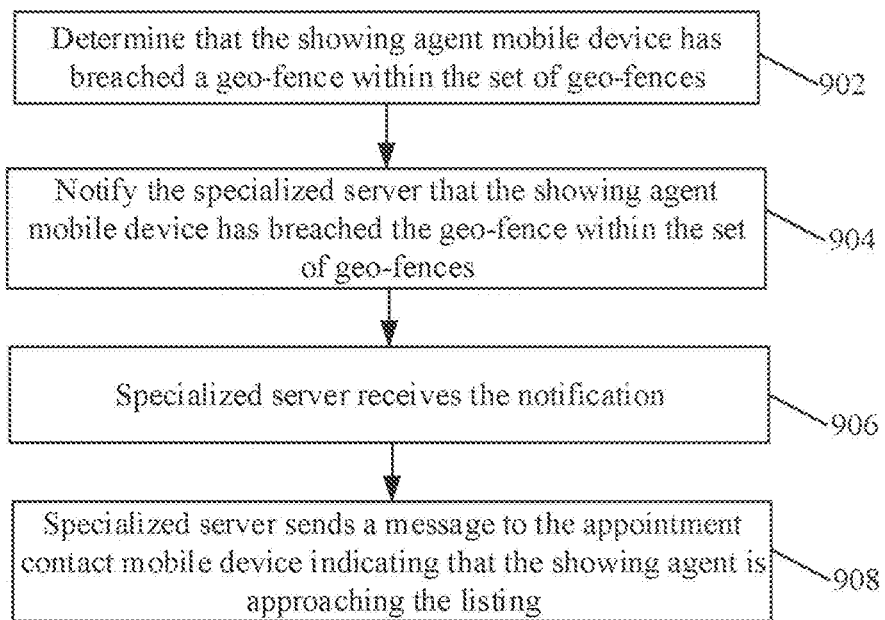 Determine that the showing agent mobile device has
breached a geo-fence within the set of geo-fences
902
Notify the specialized server that the showing agent
mobile device has breached the geo-fence within the set
of geo-fences
904
Specialized server receives the notification
906
Specialized server sends a message to the appointment
contact mobile device indicating that the showing agent is
approaching the listing
908